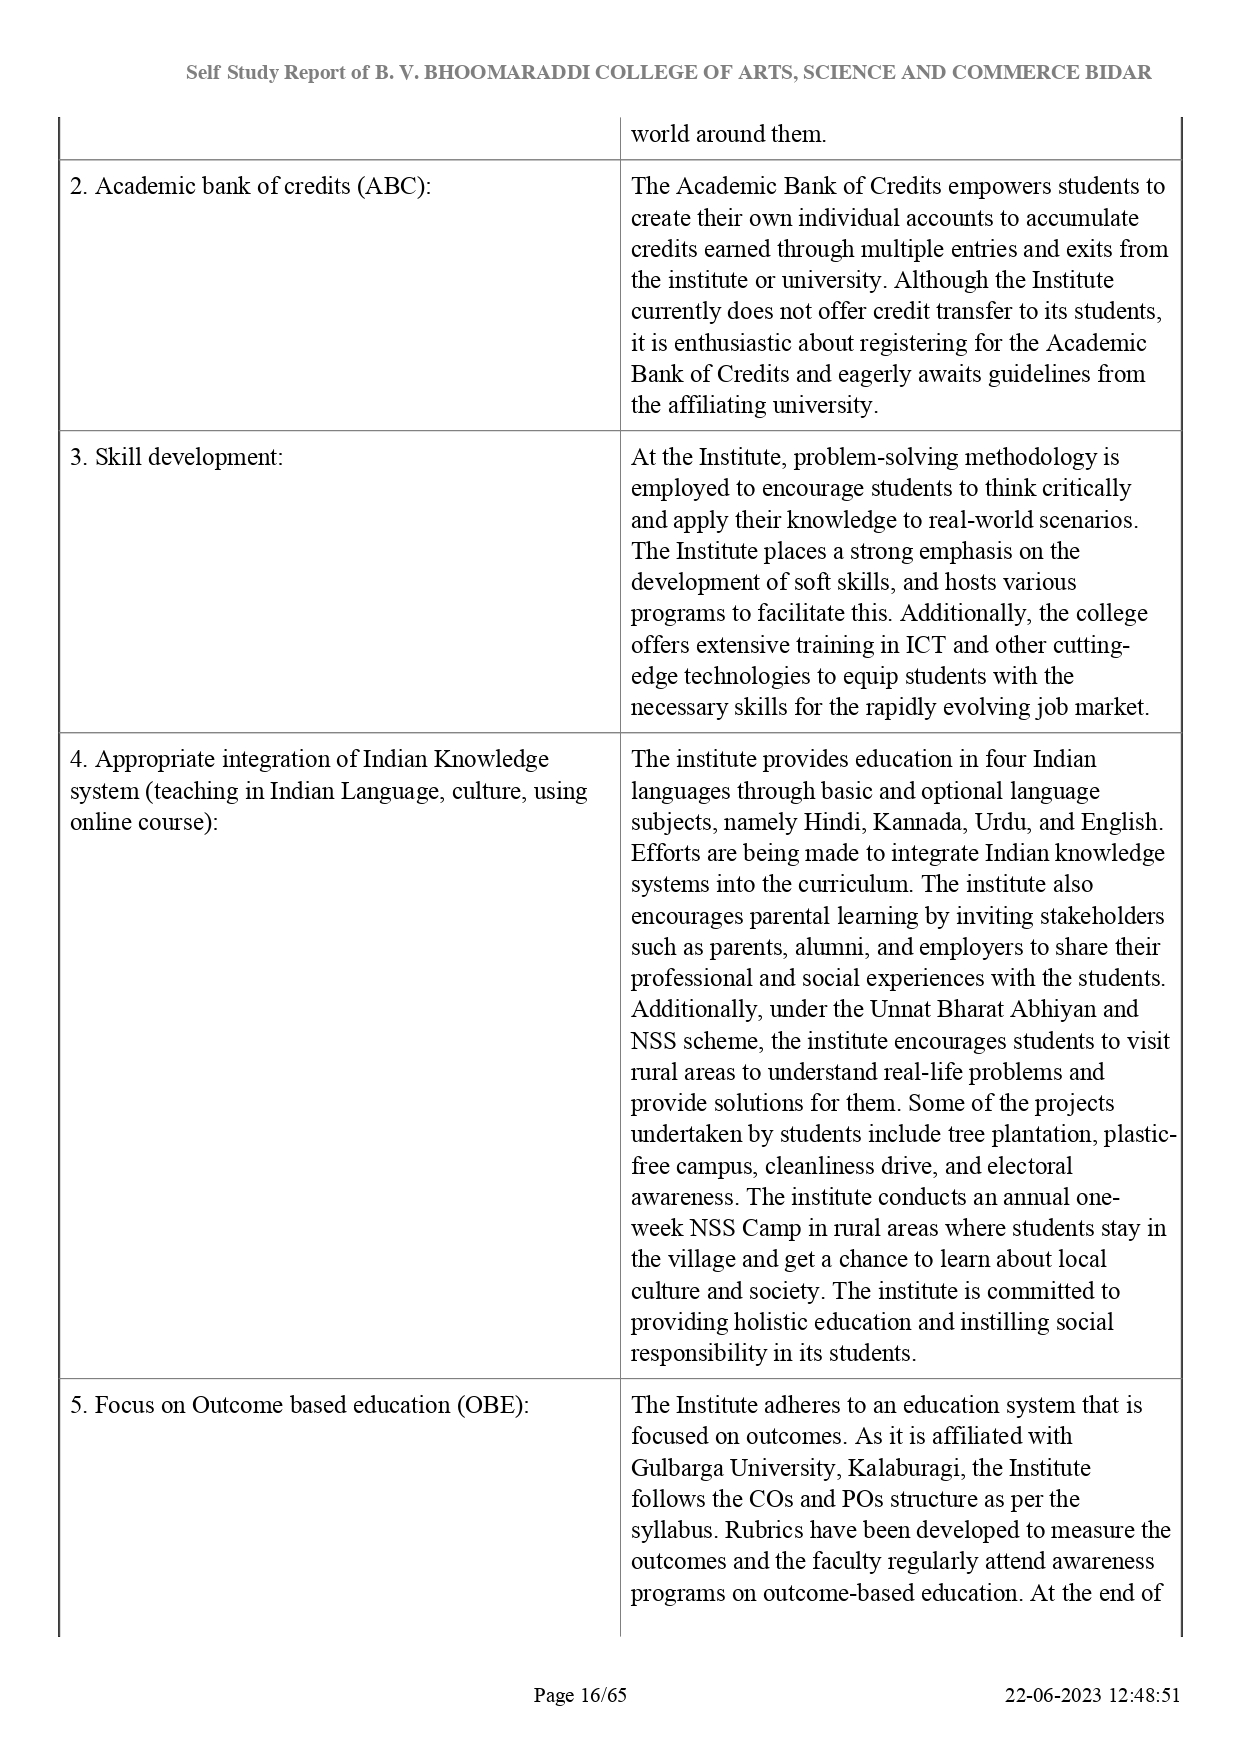 Self Study Report of B. V. BHOOMARADDI COLLEGE OF ARTS, SCIENCE AND COMMERCE BIDAR
world around them.
2. Academic bank of credits (ABC):
The Academic Bank of Credits empowers students to
create their own individual accounts to accumulate
credits earned through multiple entries and exits from
the institute or university. Although the Institute
currently does not offer credit transfer to its students,
it is enthusiastic about registering for the Academic
Bank of Credits and eagerly awaits guidelines from
the affiliating university.
3. Skill development:
At the Institute, problem-solving methodology is
employed to encourage students to think critically
and apply their knowledge to real-world scenarios.
The Institute places a strong emphasis on the
development of soft skills, and hosts various
programs to facilitate this. Additionally, the college
offers extensive training in ICT and other cutting-
edge technologies to equip students with the
necessary skills for the rapidly evolving job market.
4. Appropriate integration of Indian Knowledge
system (teaching in Indian Language, culture, using
online course):
The institute provides education in four Indian
languages through basic and optional language
subjects, namely Hindi, Kannada, Urdu, and English.
Efforts are being made to integrate Indian knowledge
systems into the curriculum. The institute also
encourages parental learning by inviting stakeholders
such as parents, alumni, and employers to share their
professional and social experiences with the students.
Additionally, under the Unnat Bharat Abhiyan and
NSS scheme, the institute encourages students to visit
rural areas to understand real-life problems and
provide solutions for them. Some of the projects
undertaken by students include tree plantation, plastic-
free campus, cleanliness drive, and electoral
awareness. The institute conducts an annual one-
week NSS Camp in rural areas where students stay in
the village and get a chance to learn about local
culture and society. The institute is committed to
providing holistic education and instilling social
responsibility in its students.
5. Focus on Outcome based education (OBE):
The Institute adheres to an education system that is
focused on outcomes. As it is affiliated with
Gulbarga University, Kalaburagi, the Institute
follows the COs and POs structure as per the
syllabus. Rubrics have been developed to measure the
outcomes and the faculty regularly attend awareness
programs on outcome-based education. At the end of
Page 16/65
22-06-2023 12:48:51